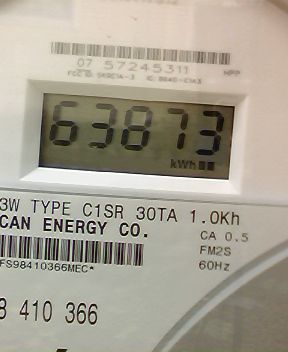 07 57245311
NPP
63873
kWh
3W TYPE C1SR 30TA 1.0Kh
CAN ENERGY CO.
CA 0.5
FM2S
60Hz
FS98410366MEC*
8 410 366